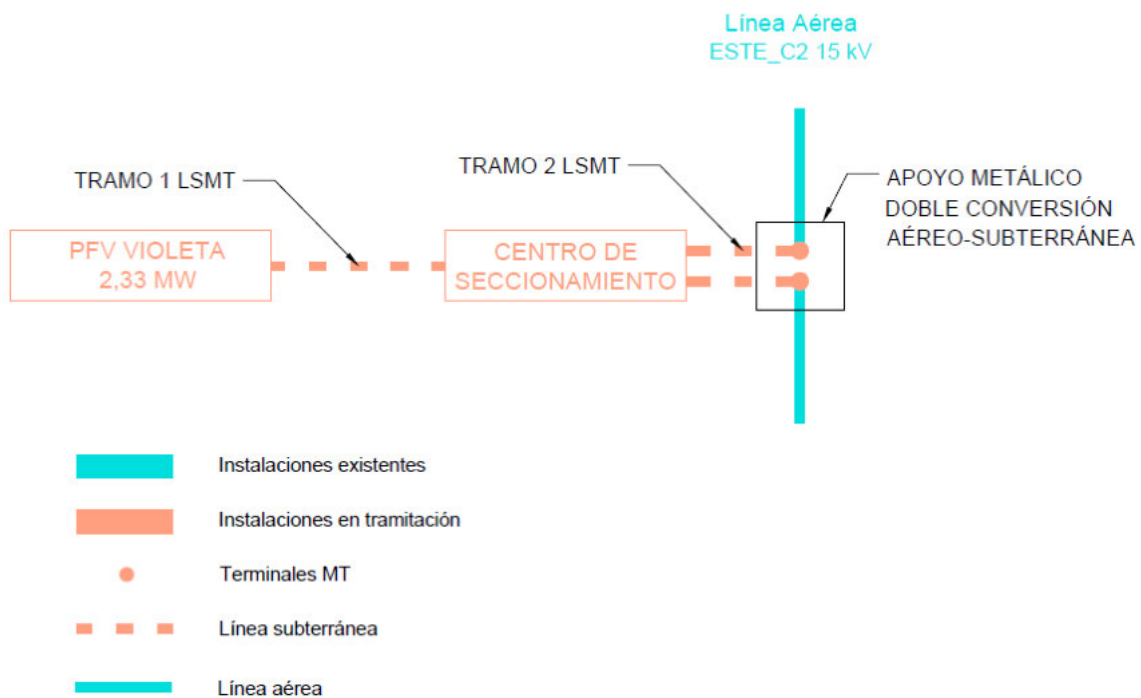 Línea Aérea
ESTE_C2 15 kV
TRAMO 1 LSMT
TRAMO 2 LSMT
APOYO METÁLICO
DOBLE CONVERSIÓN
AÉREO-SUBTERRÁNEA
PFV VIOLETA
2,33 MW
CENTRO DE
SECCIONAMIENTO
Instalaciones existentes
Instalaciones en tramitación
Terminales MT
Línea subterránea
Línea aérea